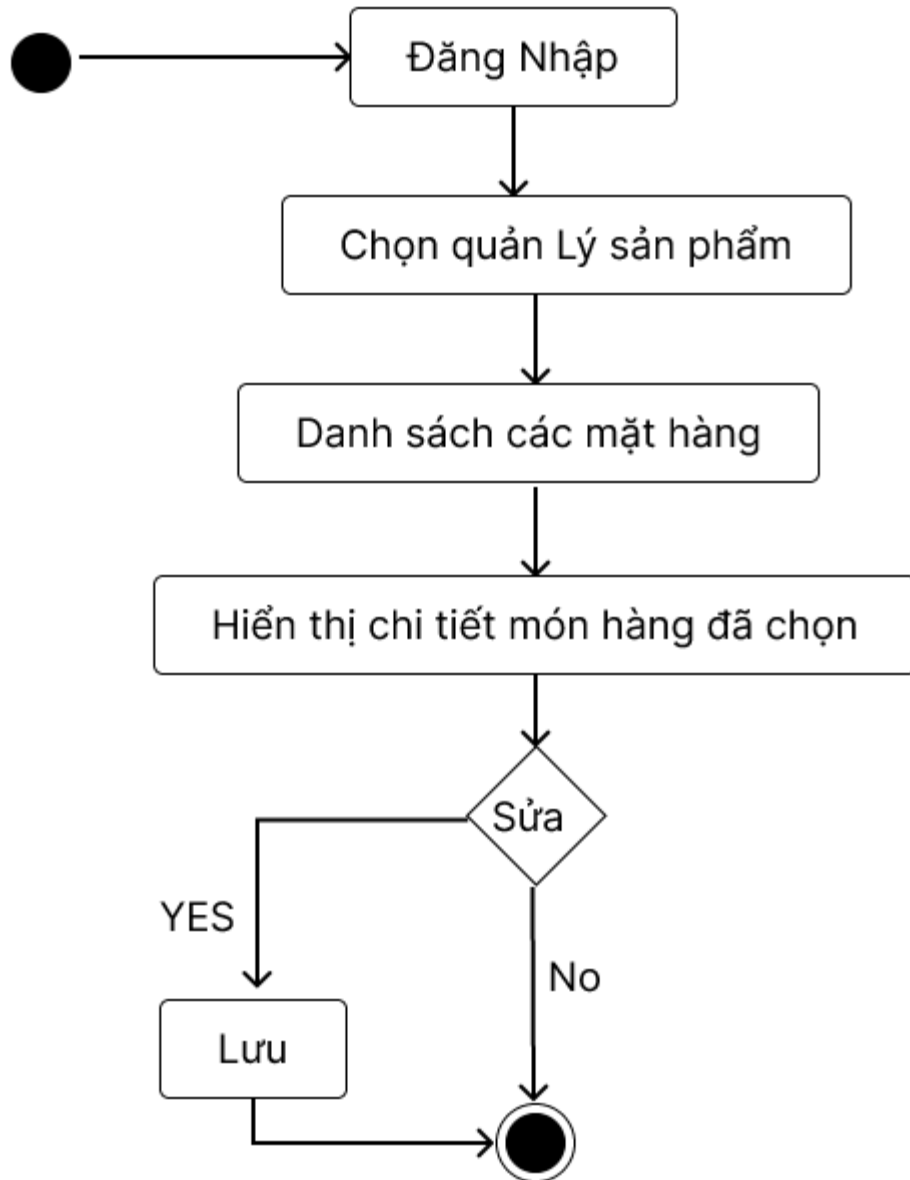 Đăng Nhập
Chọn quản Lý sản phẩm
Danh sách các mặt hàng
Hiển thị chi tiết món hàng đã chọn
Sửa
YES
No
Lưu